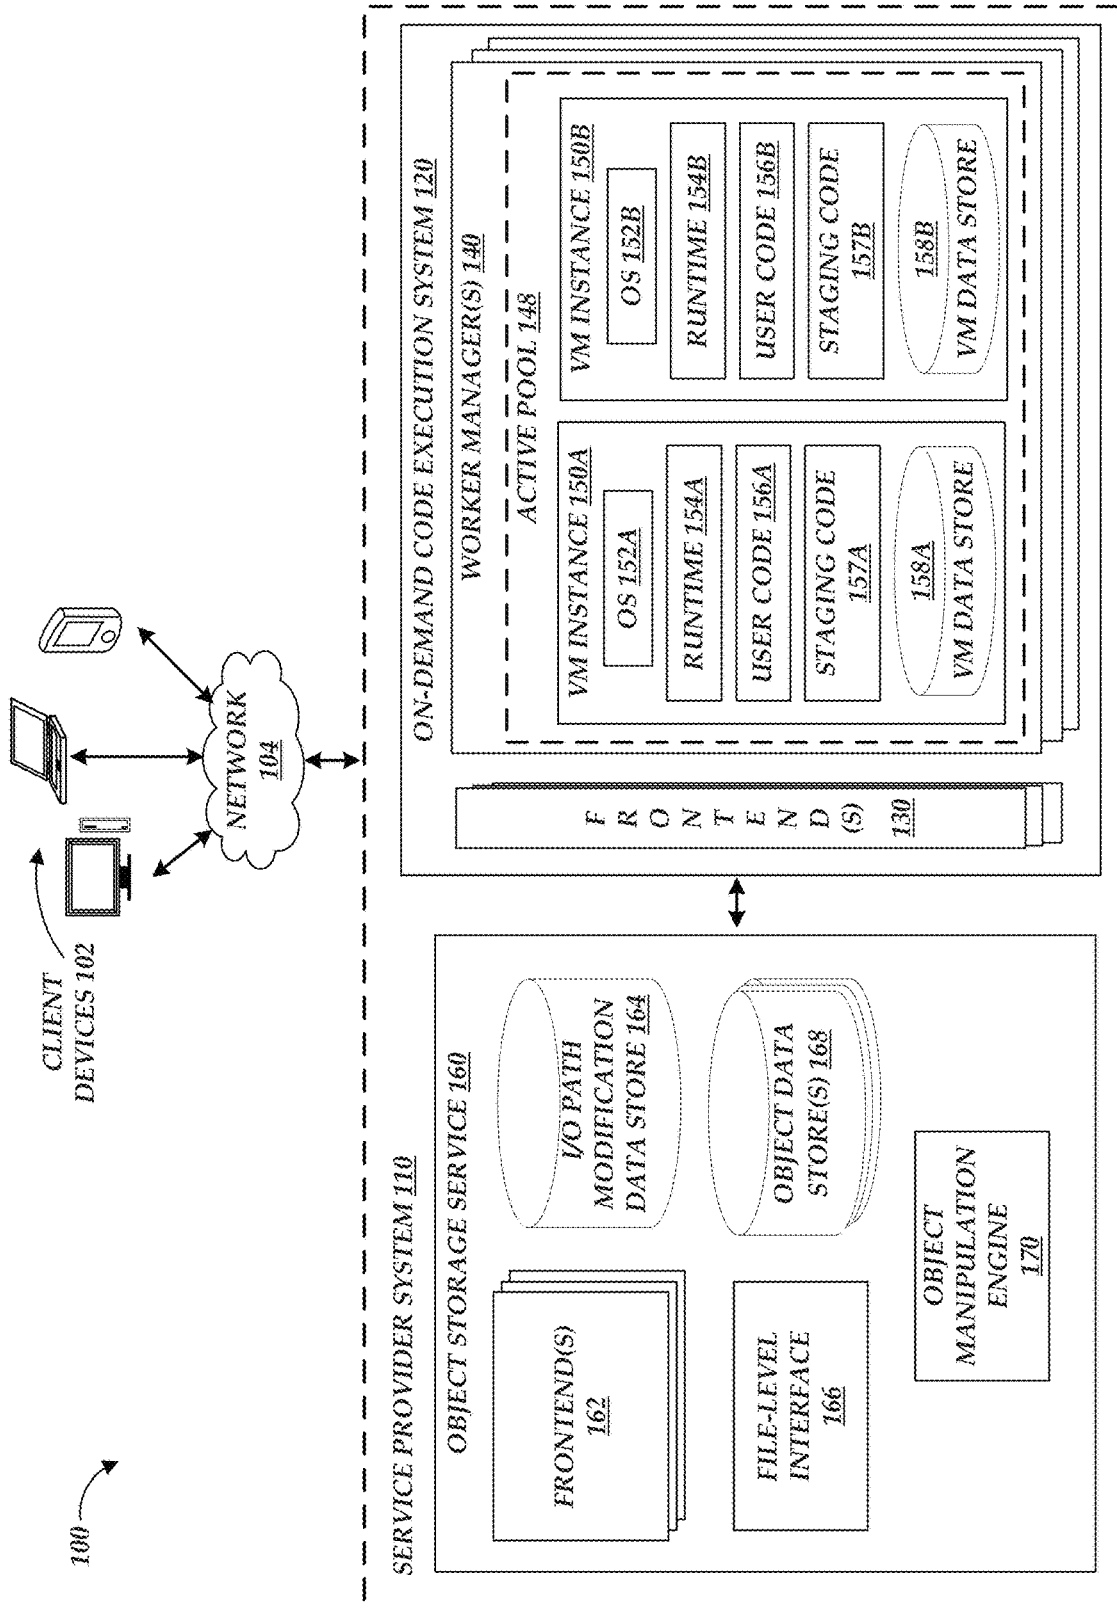 100
CLIENT
DEVICES 102
NETWORK
104
SERVICE PROVIDER SYSTEM 110
OBJECT STORAGE SERVICE 160
FRONTEND(S)
162
I/O PATH
MODIFICATION
DATA STORE 164
FILE-LEVEL
INTERFACE
166
OBJECT DATA
STORE(S) 168
OBJECT
MANIPULATION
ENGINE
170
ON-DEMAND CODE EXECUTION SYSTEM 120
F
R
O
N
T
E
N
D
(S)
130
WORKER MANAGER(S) 140
ACTIVE POOL 148
VM INSTANCE 150A
OS 152A
RUNTIME 154A
USER CODE 156A
STAGING CODE
157A
158A
VM DATA STORE
VM INSTANCE 150B
OS 152B
RUNTIME 154B
USER CODE 156B
STAGING CODE
157B
158B
VM DATA STORE